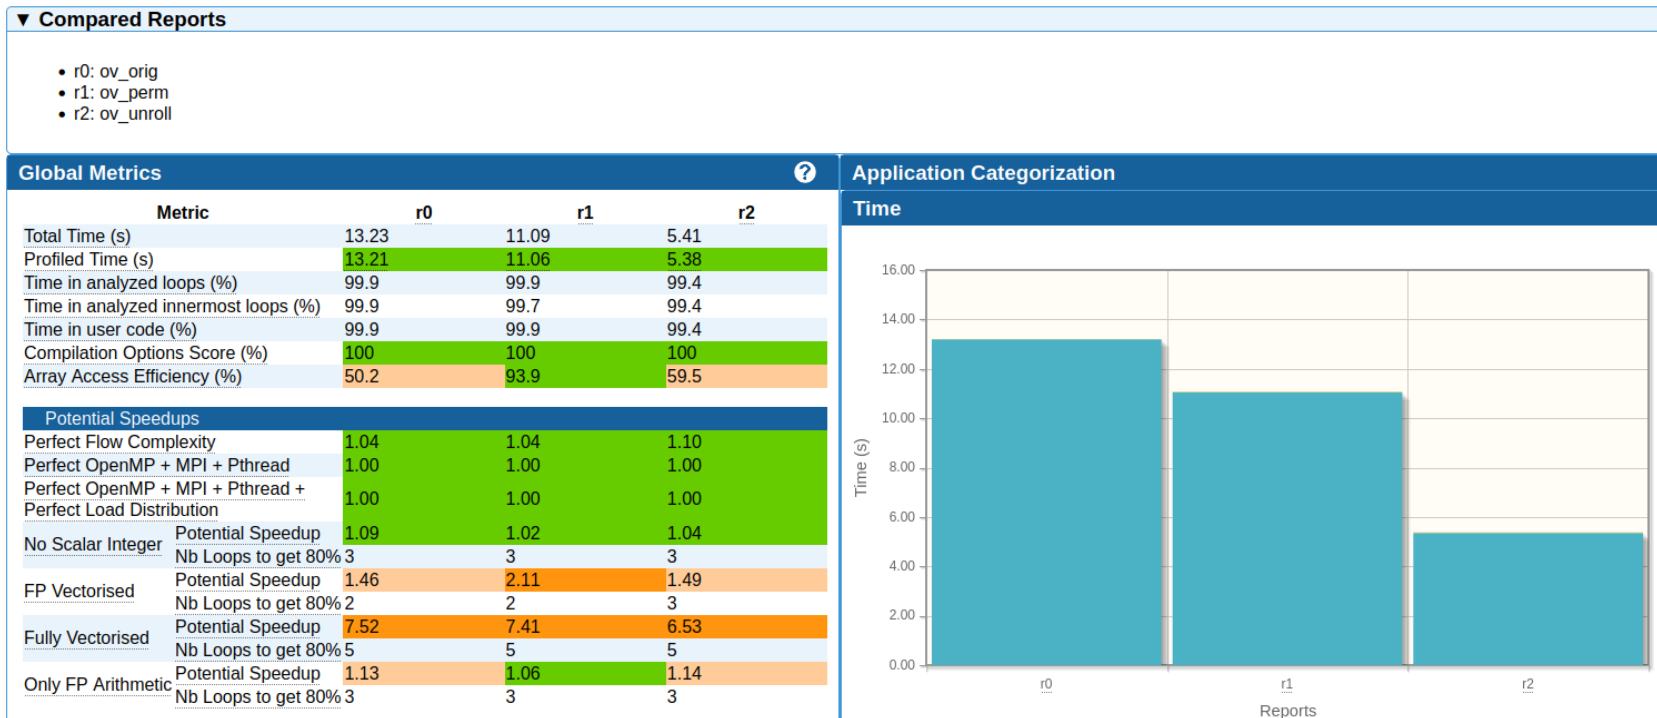 ▼ Compared Reports
• r0: ov_orig
• r1: ov_perm
• r2: ov_unroll
Global Metrics ?
Metric r0 r1 r2
Total Time (s) 13.23 11.09 5.41
Profiled Time (s) 13.21 11.06 5.38
Time in analyzed loops (%) 99.9 99.9 99.4
Time in analyzed innermost loops (%) 99.9 99.7 99.4
Time in user code (%) 99.9 99.9 99.4
Compilation Options Score (%) 100 100 100
Array Access Efficiency (%) 50.2 93.9 59.5
Potential Speedups
Perfect Flow Complexity 1.04 1.04 1.10
Perfect OpenMP + MPI + Pthread 1.00 1.00 1.00
Perfect OpenMP + MPI + Pthread +
Perfect Load Distribution 1.00 1.00 1.00
No Scalar Integer
Potential Speedup 1.09 1.02 1.04
Nb Loops to get 80% 3 3 3
FP Vectorised
Potential Speedup 1.46 2.11 1.49
Nb Loops to get 80% 2 2 3
Fully Vectorised
Potential Speedup 7.52 7.41 6.53
Nb Loops to get 80% 5 5 5
Only FP Arithmetic
Potential Speedup 1.13 1.06 1.14
Nb Loops to get 80% 3 3 3
Application Categorization
Time
16.00
14.00
12.00
10.00
8.00
6.00
4.00
2.00
0.00
Time (s)
r0 r1 r2
Reports